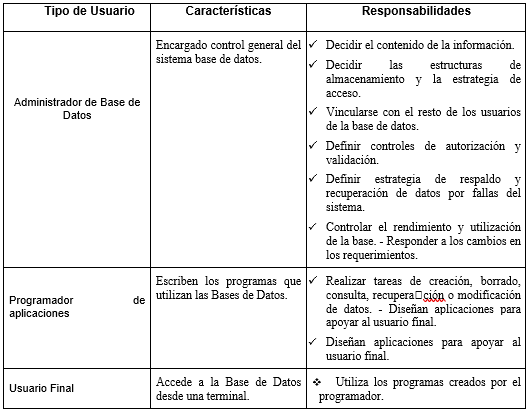 Tipo de Usuario
Características
Responsabilidades
Administrador de Base de
Datos
Encargado control general del
sistema base de datos.
✓ Decidir el contenido de la información.
✓ Decidir las estructuras de
almacenamiento y la estrategia de
acceso.
✓ Vincularse con el resto de los usuarios
de la base de datos.
✓ Definir controles de autorización y
validación.
✓ Definir estrategia de respaldo y
recuperación de datos por fallas del
sistema.
✓ Controlar el rendimiento y utilización
de la base. - Responder a los cambios en
los requerimientos.
Programador de
aplicaciones
Escriben los programas que
utilizan las Bases de Datos.
✓ Realizar tareas de creación, borrado,
consulta, recupera□ción o modificación
de datos. - Diseñan aplicaciones para
apoyar al usuario final.
✓ Diseñan aplicaciones para apoyar al
usuario final.
Usuario Final
Accede a la Base de Datos
desde una terminal.
❖ Utiliza los programas creados por el
programador.